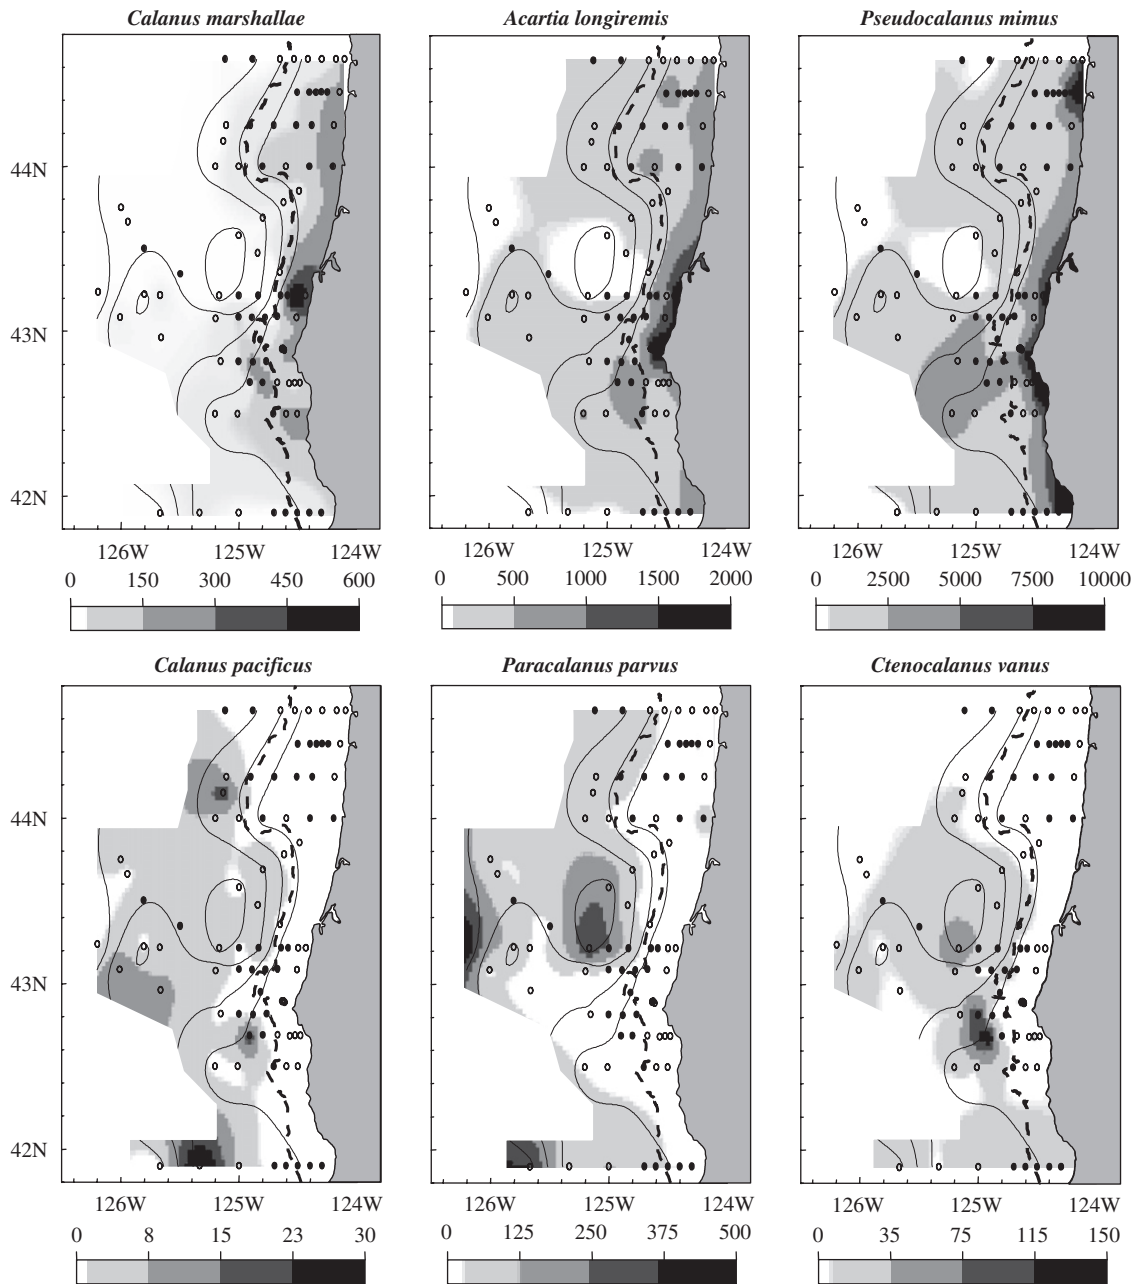 Calanus marshallae Acartia longiremis Pseudocalanus mimus
44N
43N
42N
126W 125W 124W 126W 125W 124W 126W 125W 124W
0 150 300 450 600 0 500 1000 1500 2000 0 2500 5000 7500 10000
Calanus pacificus Paracalanus parvus Ctenocalanus vanus
44N
43N
42N
126W 125W 124W 126W 125W 124W 126W 125W 124W
0 8 15 23 30 0 125 250 375 500 0 35 75 115 150